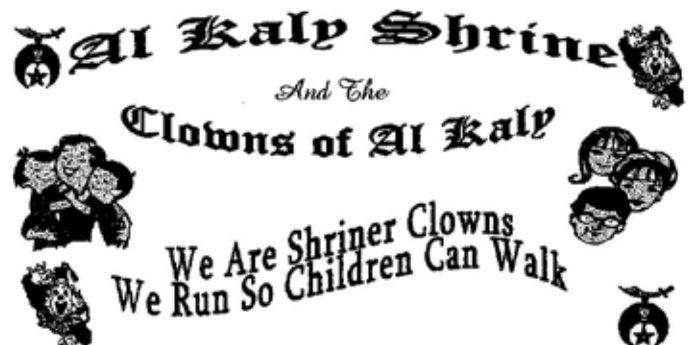 Al Kaly Shrine
And The
Clowns of Al Kaly
We Are Shriner Clowns
We Run So Children Can Walk